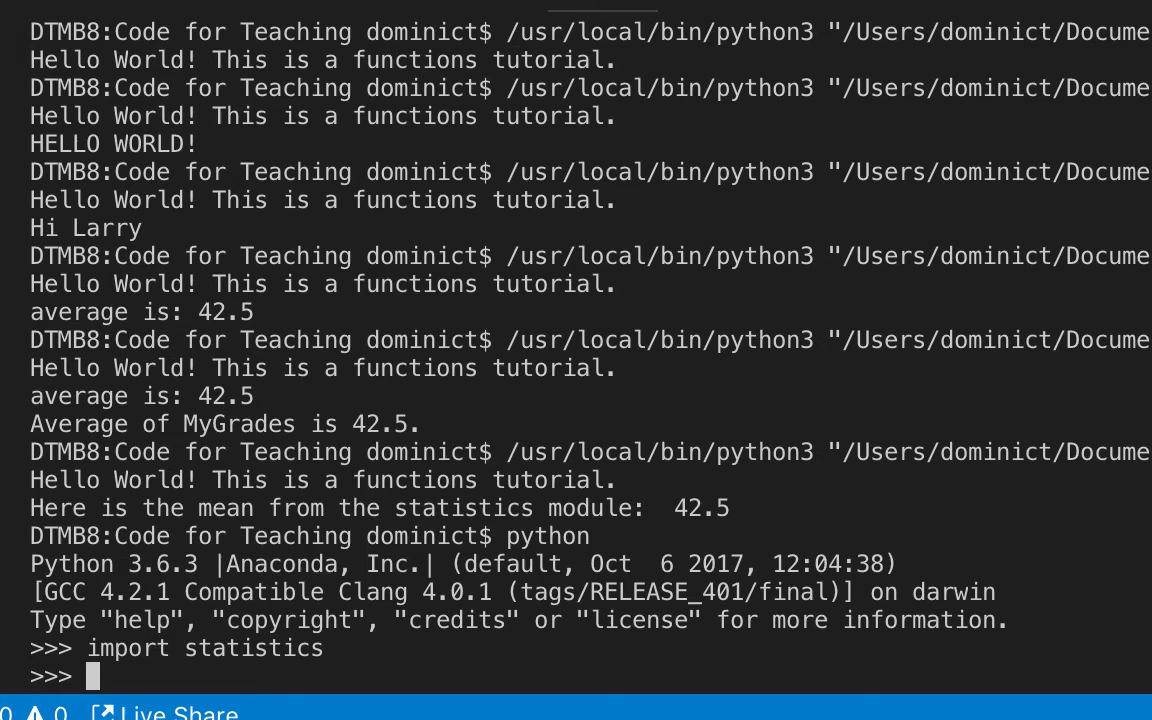 DTMB8:Code for Teaching dominict$ /usr/local/bin/python3 "/Users/dominict/Docume
Hello World! This is a functions tutorial.
DTMB8:Code for Teaching dominict$ /usr/local/bin/python3 "/Users/dominict/Docume
Hello World! This is a functions tutorial.
HELLO WORLD!
DTMB8:Code for Teaching dominict$ /usr/local/bin/python3 "/Users/dominict/Docume
Hello World! This is a functions tutorial.
Hi Larry
DTMB8:Code for Teaching dominict$ /usr/local/bin/python3 "/Users/dominict/Docume
Hello World! This is a functions tutorial.
average is: 42.5
DTMB8:Code for Teaching dominict$ /usr/local/bin/python3 "/Users/dominict/Docume
Hello World! This is a functions tutorial.
average is: 42.5
Average of MyGrades is 42.5.
DTMB8:Code for Teaching dominict$ /usr/local/bin/python3 "/Users/dominict/Docume
Hello World! This is a functions tutorial.
Here is the mean from the statistics module:  42.5
DTMB8:Code for Teaching dominict$ python
Python 3.6.3 |Anaconda, Inc.| (default, Oct  6 2017, 12:04:38)
[GCC 4.2.1 Compatible Clang 4.0.1 (tags/RELEASE_401/final)] on darwin
Type "help", "copyright", "credits" or "license" for more information.
>>> import statistics
>>>
0 0 Live Share